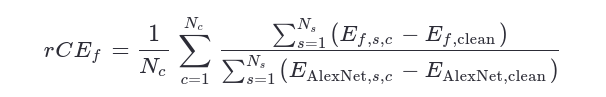 rCE_f = \frac{1}{N_c} \sum_{c=1}^{N_c} \frac{\sum_{s=1}^{N_s} (E_{f,s,c} - E_{f,\text{clean}})}{\sum_{s=1}^{N_s} (E_{\text{AlexNet},s,c} - E_{\text{AlexNet},\text{clean}})}